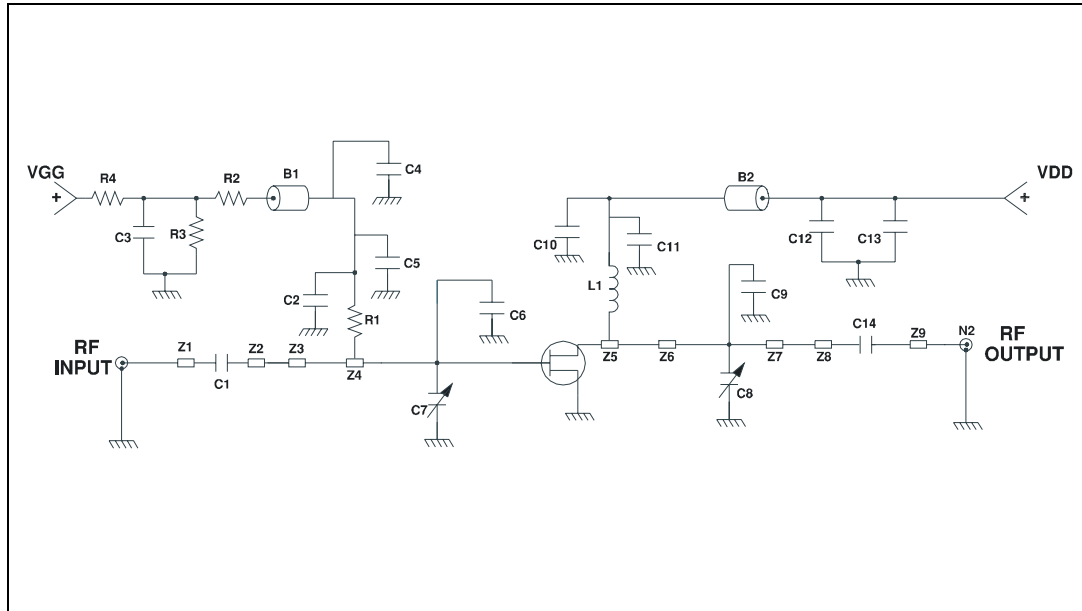 VGG
+
R4
C3
R3
R2
B1
C4
C5
C2
R1
C6
C7
RF
INPUT
Z1
C1
Z2
Z3
Z4
B2
VDD
+
C10
C11
L1
C12
C13
C9
C8
Z5
Z6
Z7
Z8
C14
Z9
N2
RF
OUTPUT